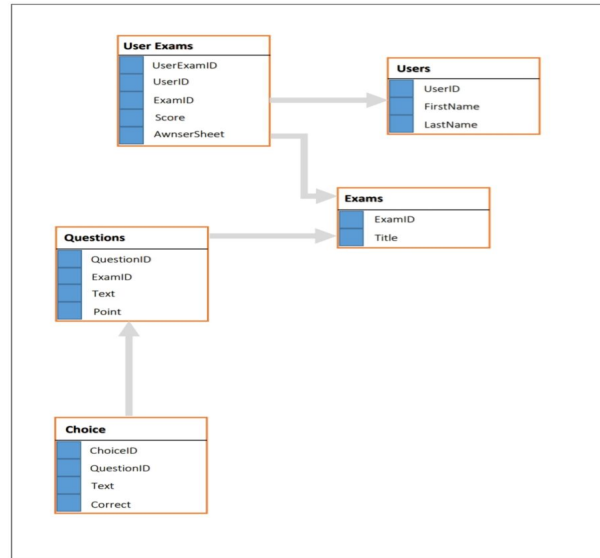 User Exams
UserExamID
UserID
ExamID
Score
AwnserSheet
Users
UserID
FirstName
LastName
Exams
ExamID
Title
Questions
QuestionID
ExamID
Text
Point
Choice
ChoiceID
QuestionID
Text
Correct